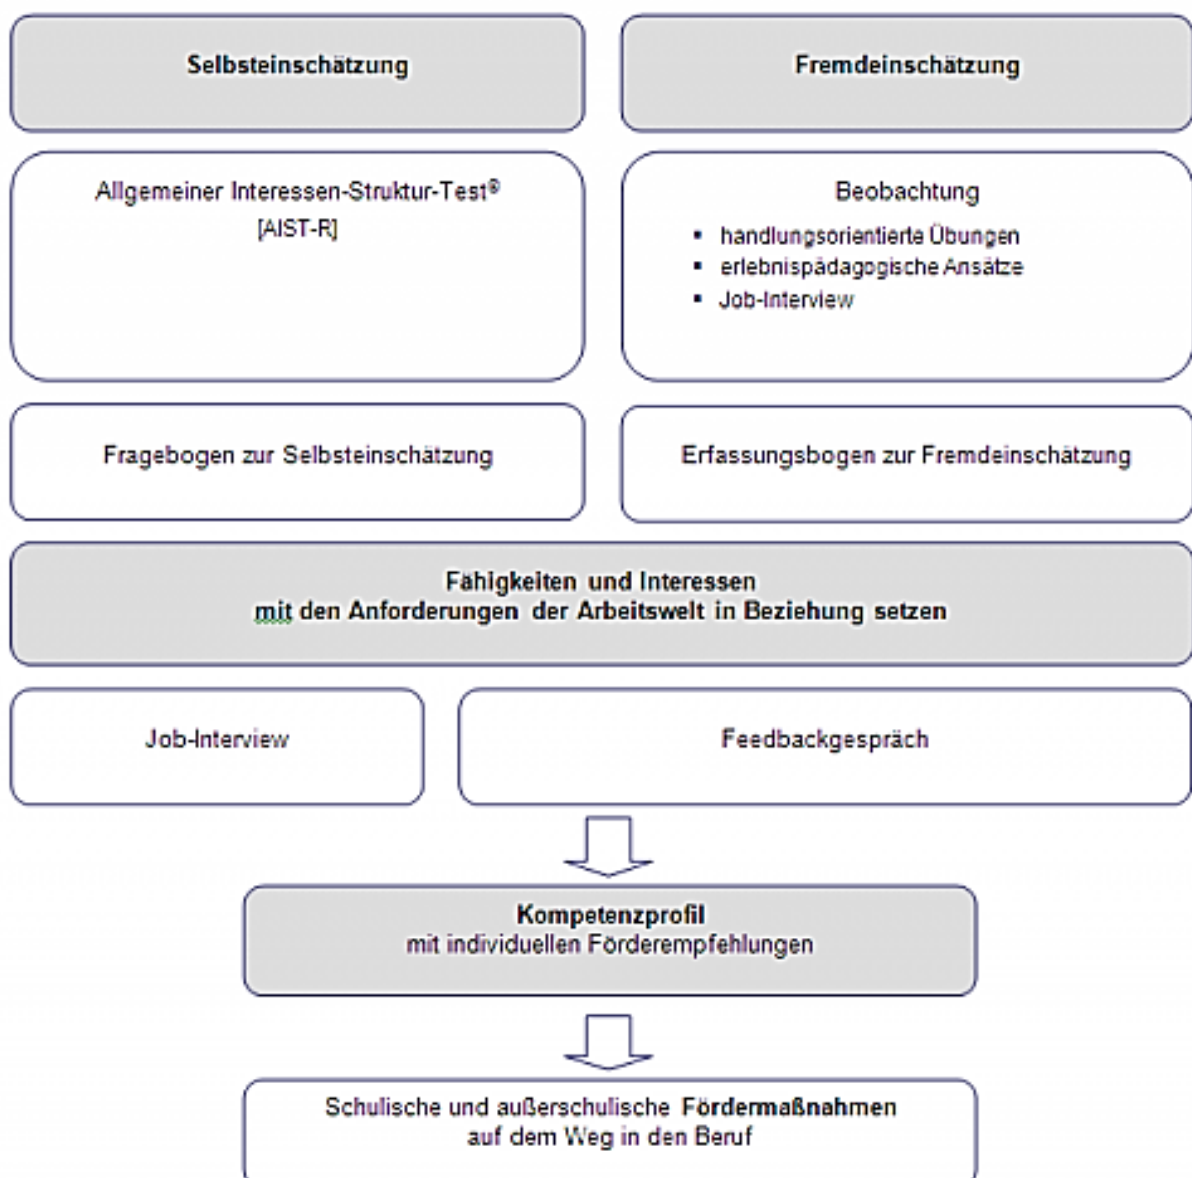 Selbsteinschätzung
Fremdeinschätzung
Allgemeiner Interessen-Struktur-Test®
[AIST-R]
Beobachtung
▪ handlungsorientierte Übungen
▪ erlebnispädagogische Ansätze
▪ Job-Interview
Fragebogen zur Selbsteinschätzung
Erfassungsbogen zur Fremdeinschätzung
Fähigkeiten und Interessen
mit den Anforderungen der Arbeitswelt in Beziehung setzen
Job-Interview
Feedbackgespräch
Kompetenzprofil
mit individuellen Förderempfehlungen
Schulische und außerschulische Fördermaßnahmen
auf dem Weg in den Beruf